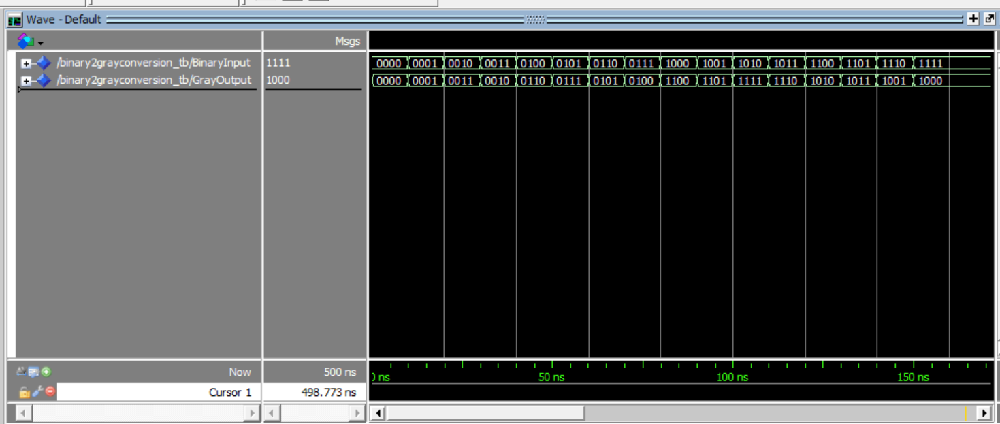 Wave - Default
Msgs
/binary2grayconversion_tb/BinaryInput 1111 0000 0001 0010 0011 0100 0101 0110 0111 1000 1001 1010 1011 1100 1101 1110 1111
/binary2grayconversion_tb/GrayOutput 1000 0000 0001 0011 0010 0110 0111 0101 0100 1100 1101 1111 1110 1010 1011 1001 1000
Now 500 ns
ns 50 ns 100 ns 150 ns
Cursor 1 498.773 ns